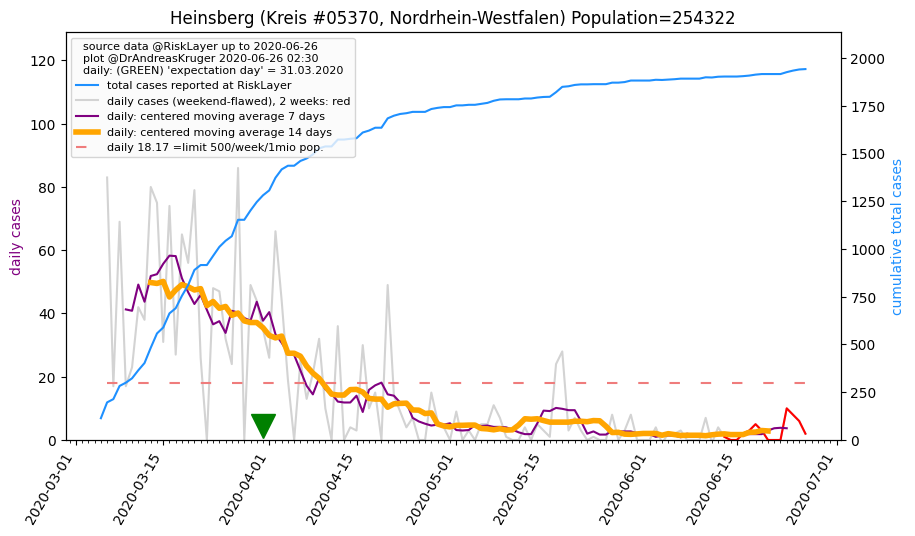 Heinsberg (Kreis #05370, Nordrhein-Westfalen) Population=254322
source data @RiskLayer up to 2020-06-26
plot @DrAndreasKruger 2020-06-26 02:30
daily: (GREEN) 'expectation day' = 31.03.2020
total cases reported at RiskLayer
daily cases (weekend-flawed), 2 weeks: red
daily: centered moving average 7 days
daily: centered moving average 14 days
daily 18.17 =limit 500/week/1mio pop.
daily cases
120
100
80
60
40
20
0
cumulative total cases
2000
1750
1500
1250
1000
750
500
250
0
2020-03-01
2020-03-15
2020-04-01
2020-04-15
2020-05-01
2020-05-15
2020-06-01
2020-06-15
2020-07-01